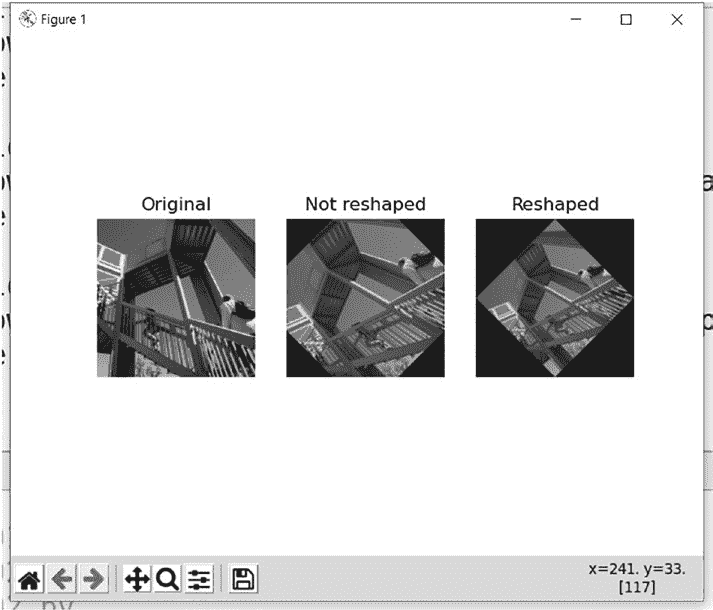 Figure 1
Original
Not reshaped
Reshaped
x=241. y=33.
[117]